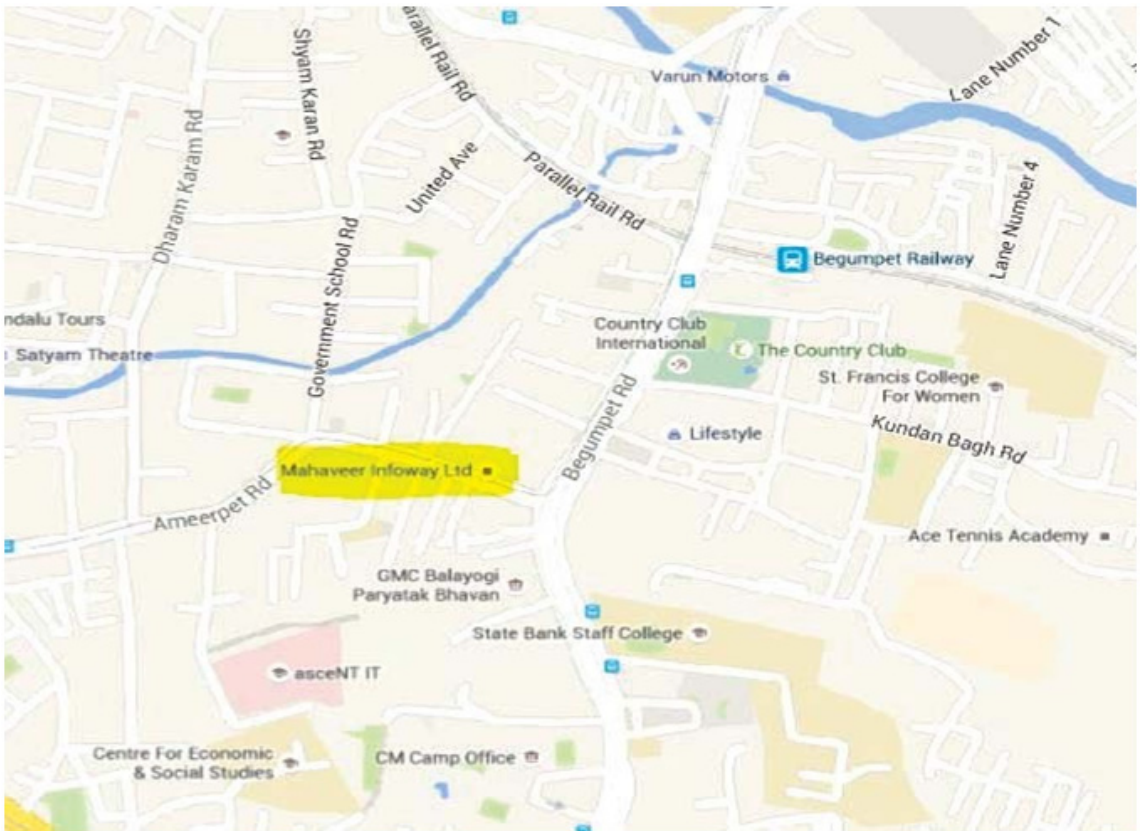 Parallel Rail Rd
Shyam Karan Rd
Varun Motors
Lane Number 1
Dharam Karam Rd
United Ave
Parallel Rail Rd
Lane Number 4
Government School Rd
Begumpet Railway
ndalu Tours
Satyam Theatre
Country Club
International
The Country Club
St. Francis College
For Women
Begumpet Rd
Lifestyle
Kundan Bagh Rd
Mahaveer Infoway Ltd
Ameerpet Rd
Ace Tennis Academy
GMC Balayogi
Paryatak Bhavan
State Bank Staff College
asceNT IT
Centre For Economic
& Social Studies
CM Camp Office